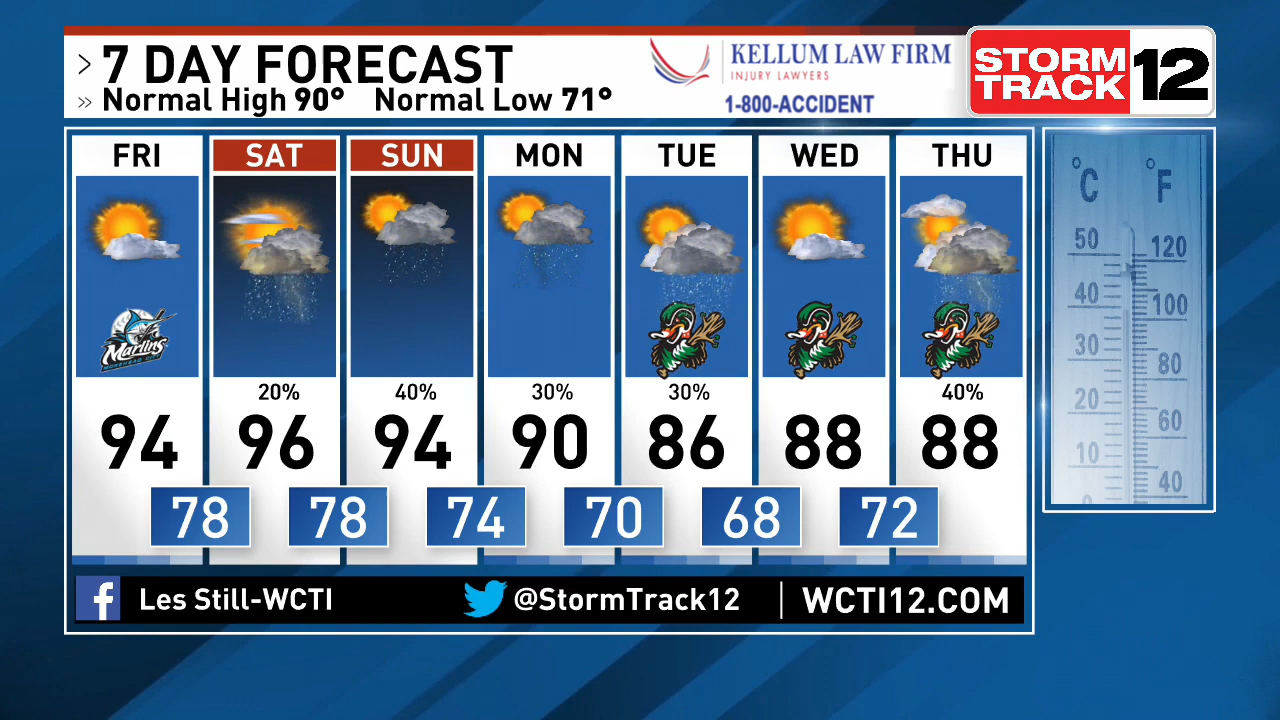 > 7 DAY FORECAST
» Normal High 90° Normal Low 71°
KELLUM LAW FIRM
INJURY LAWYERS
1-800-ACCIDENT
STORM
TRACK
12
FRI SAT SUN MON TUE WED THU
Marlins
MOREHEAD CITY
20% 40% 30% 30% 40%
94 96 94 90 86 88 88
78 78 74 70 68 72
°C °F
50 120
40 100
30 80
20 60
10 40
0
f Les Still-WCTI @StormTrack12 | WCTI12.COM